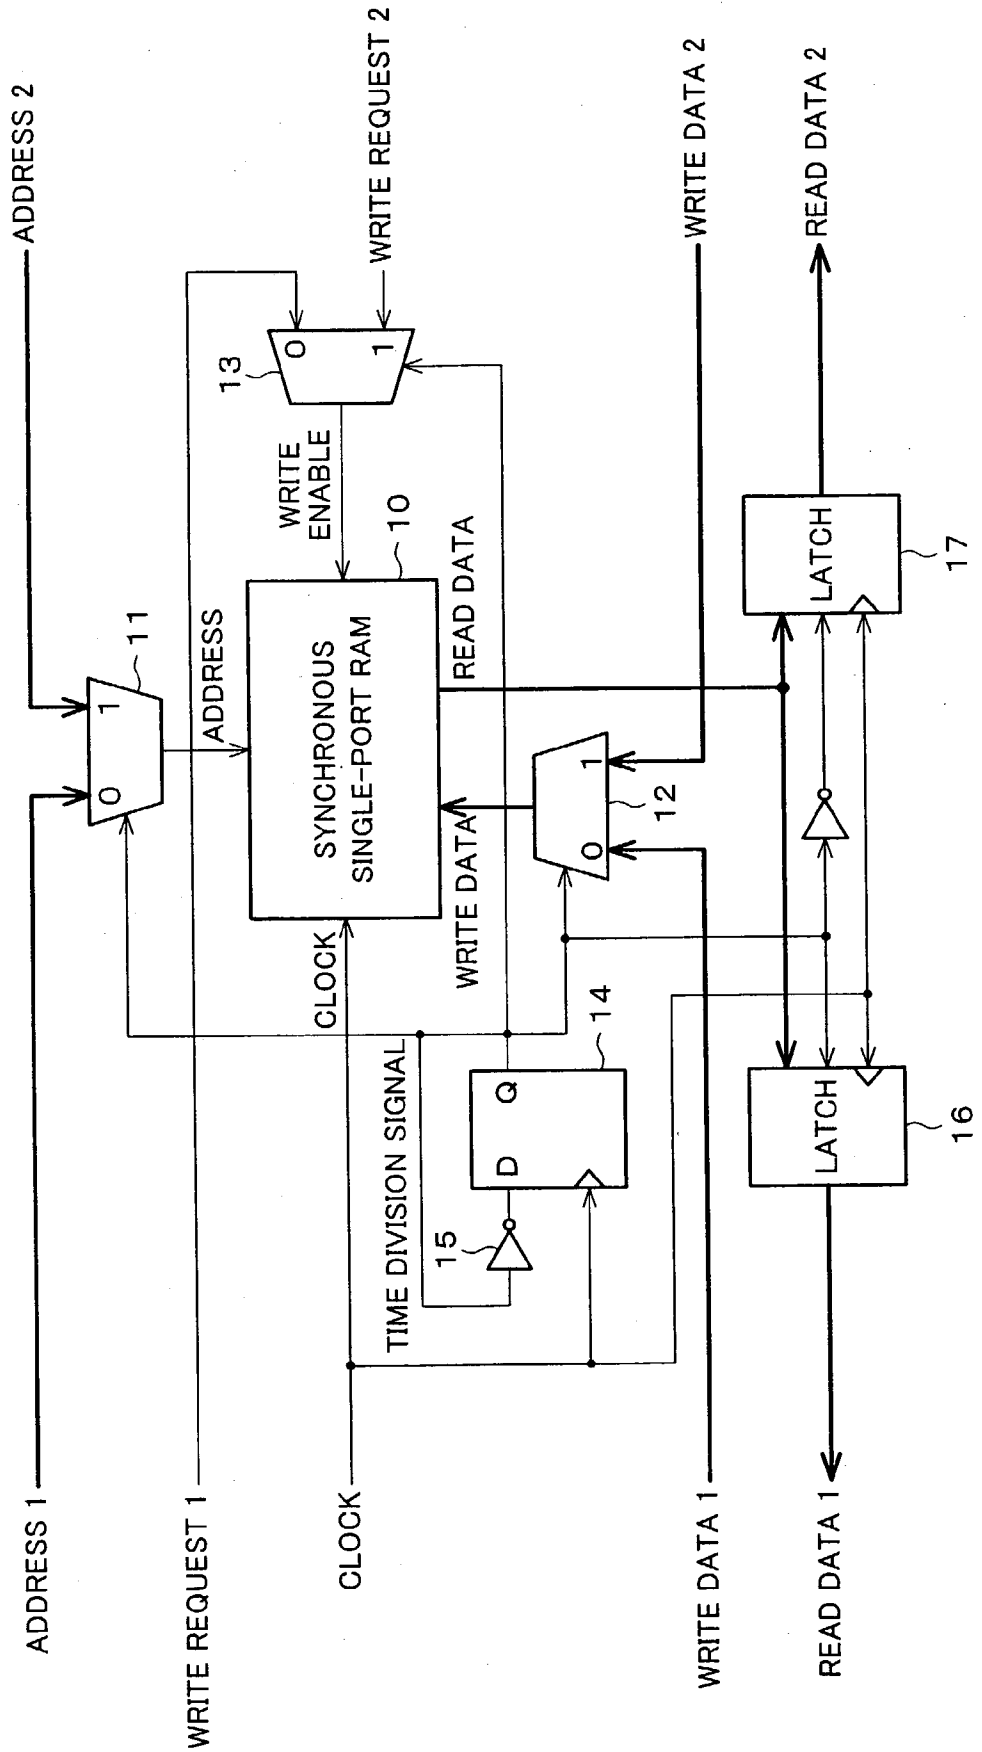 ADDRESS 1
ADDRESS 2
0
1
11
WRITE REQUEST 1
ADDRESS
13
0
1
WRITE REQUEST 2
WRITE
ENABLE
CLOCK
CLOCK
SYNCHRONOUS
SINGLE-PORT RAM
10
TIME DIVISION SIGNAL
WRITE DATA
READ DATA
15
D
Q
14
0
1
12
WRITE DATA 1
WRITE DATA 2
READ DATA 1
LATCH
16
LATCH
17
READ DATA 2